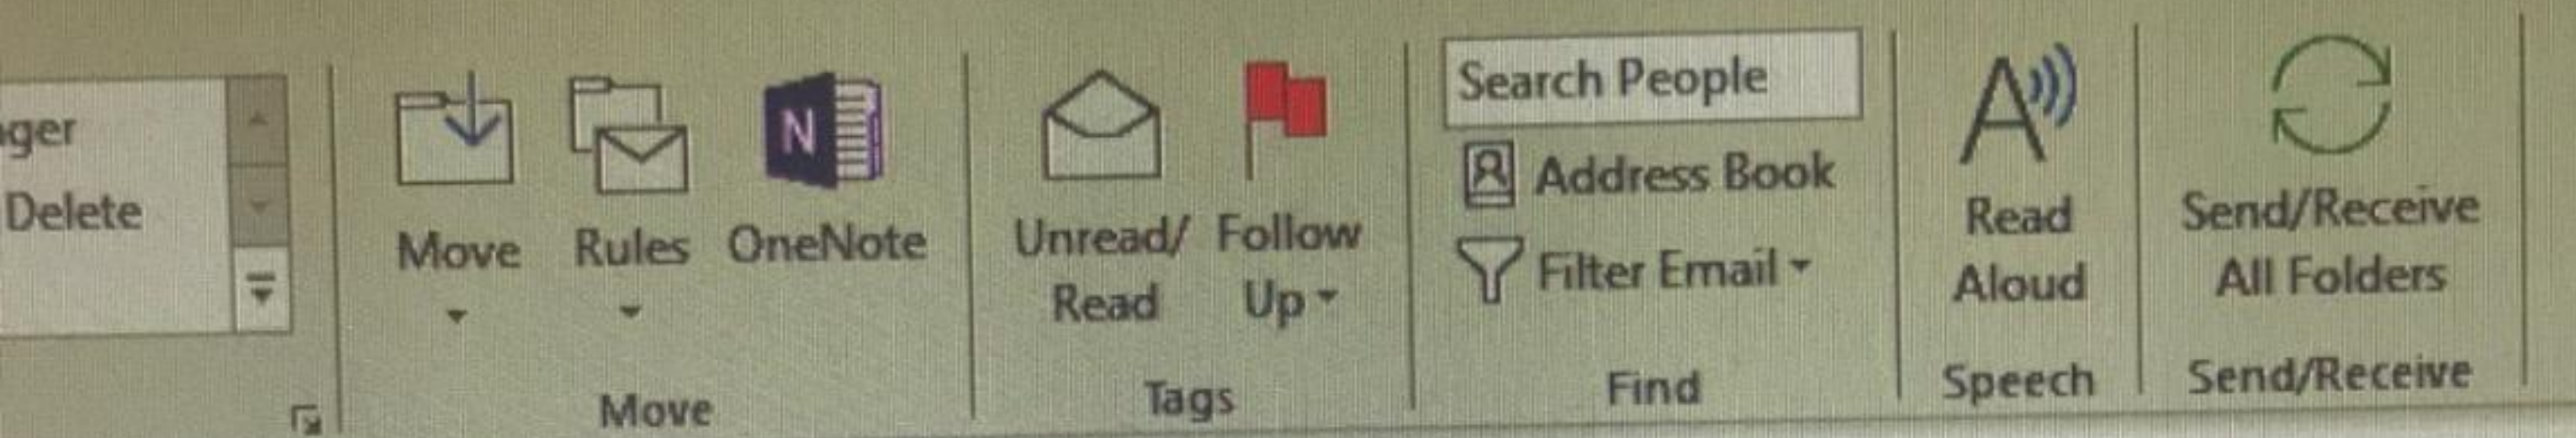 ger
Delete
Move
Rules
N
OneNote
Move
Unread/
Read
Follow
Up
Tags
Search People
Address Book
Filter Email
Find
A
Read
Aloud
Speech
Send/Receive
All Folders
Send/Receive